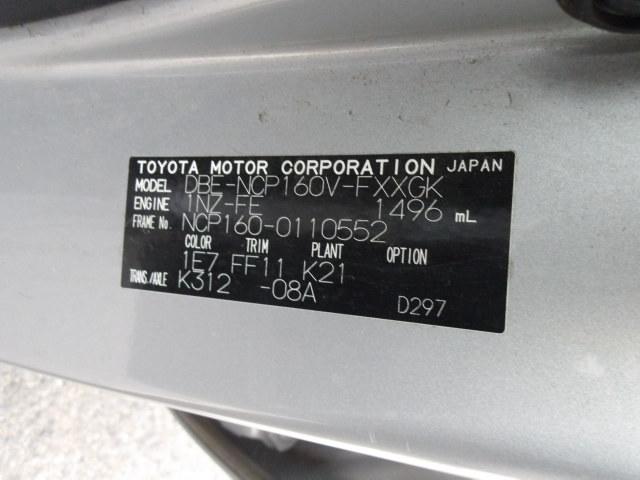 TOYOTA MOTOR CORPORATION JAPAN
MODEL DBE-NCP160V-FXXGK
ENGINE 1NZ-FE 1496 mL
FRAME No. NCP160-0110552
COLOR TRIM PLANT OPTION
1E7 FF11 K21
TRANS./AXLE K312 -08A
D297